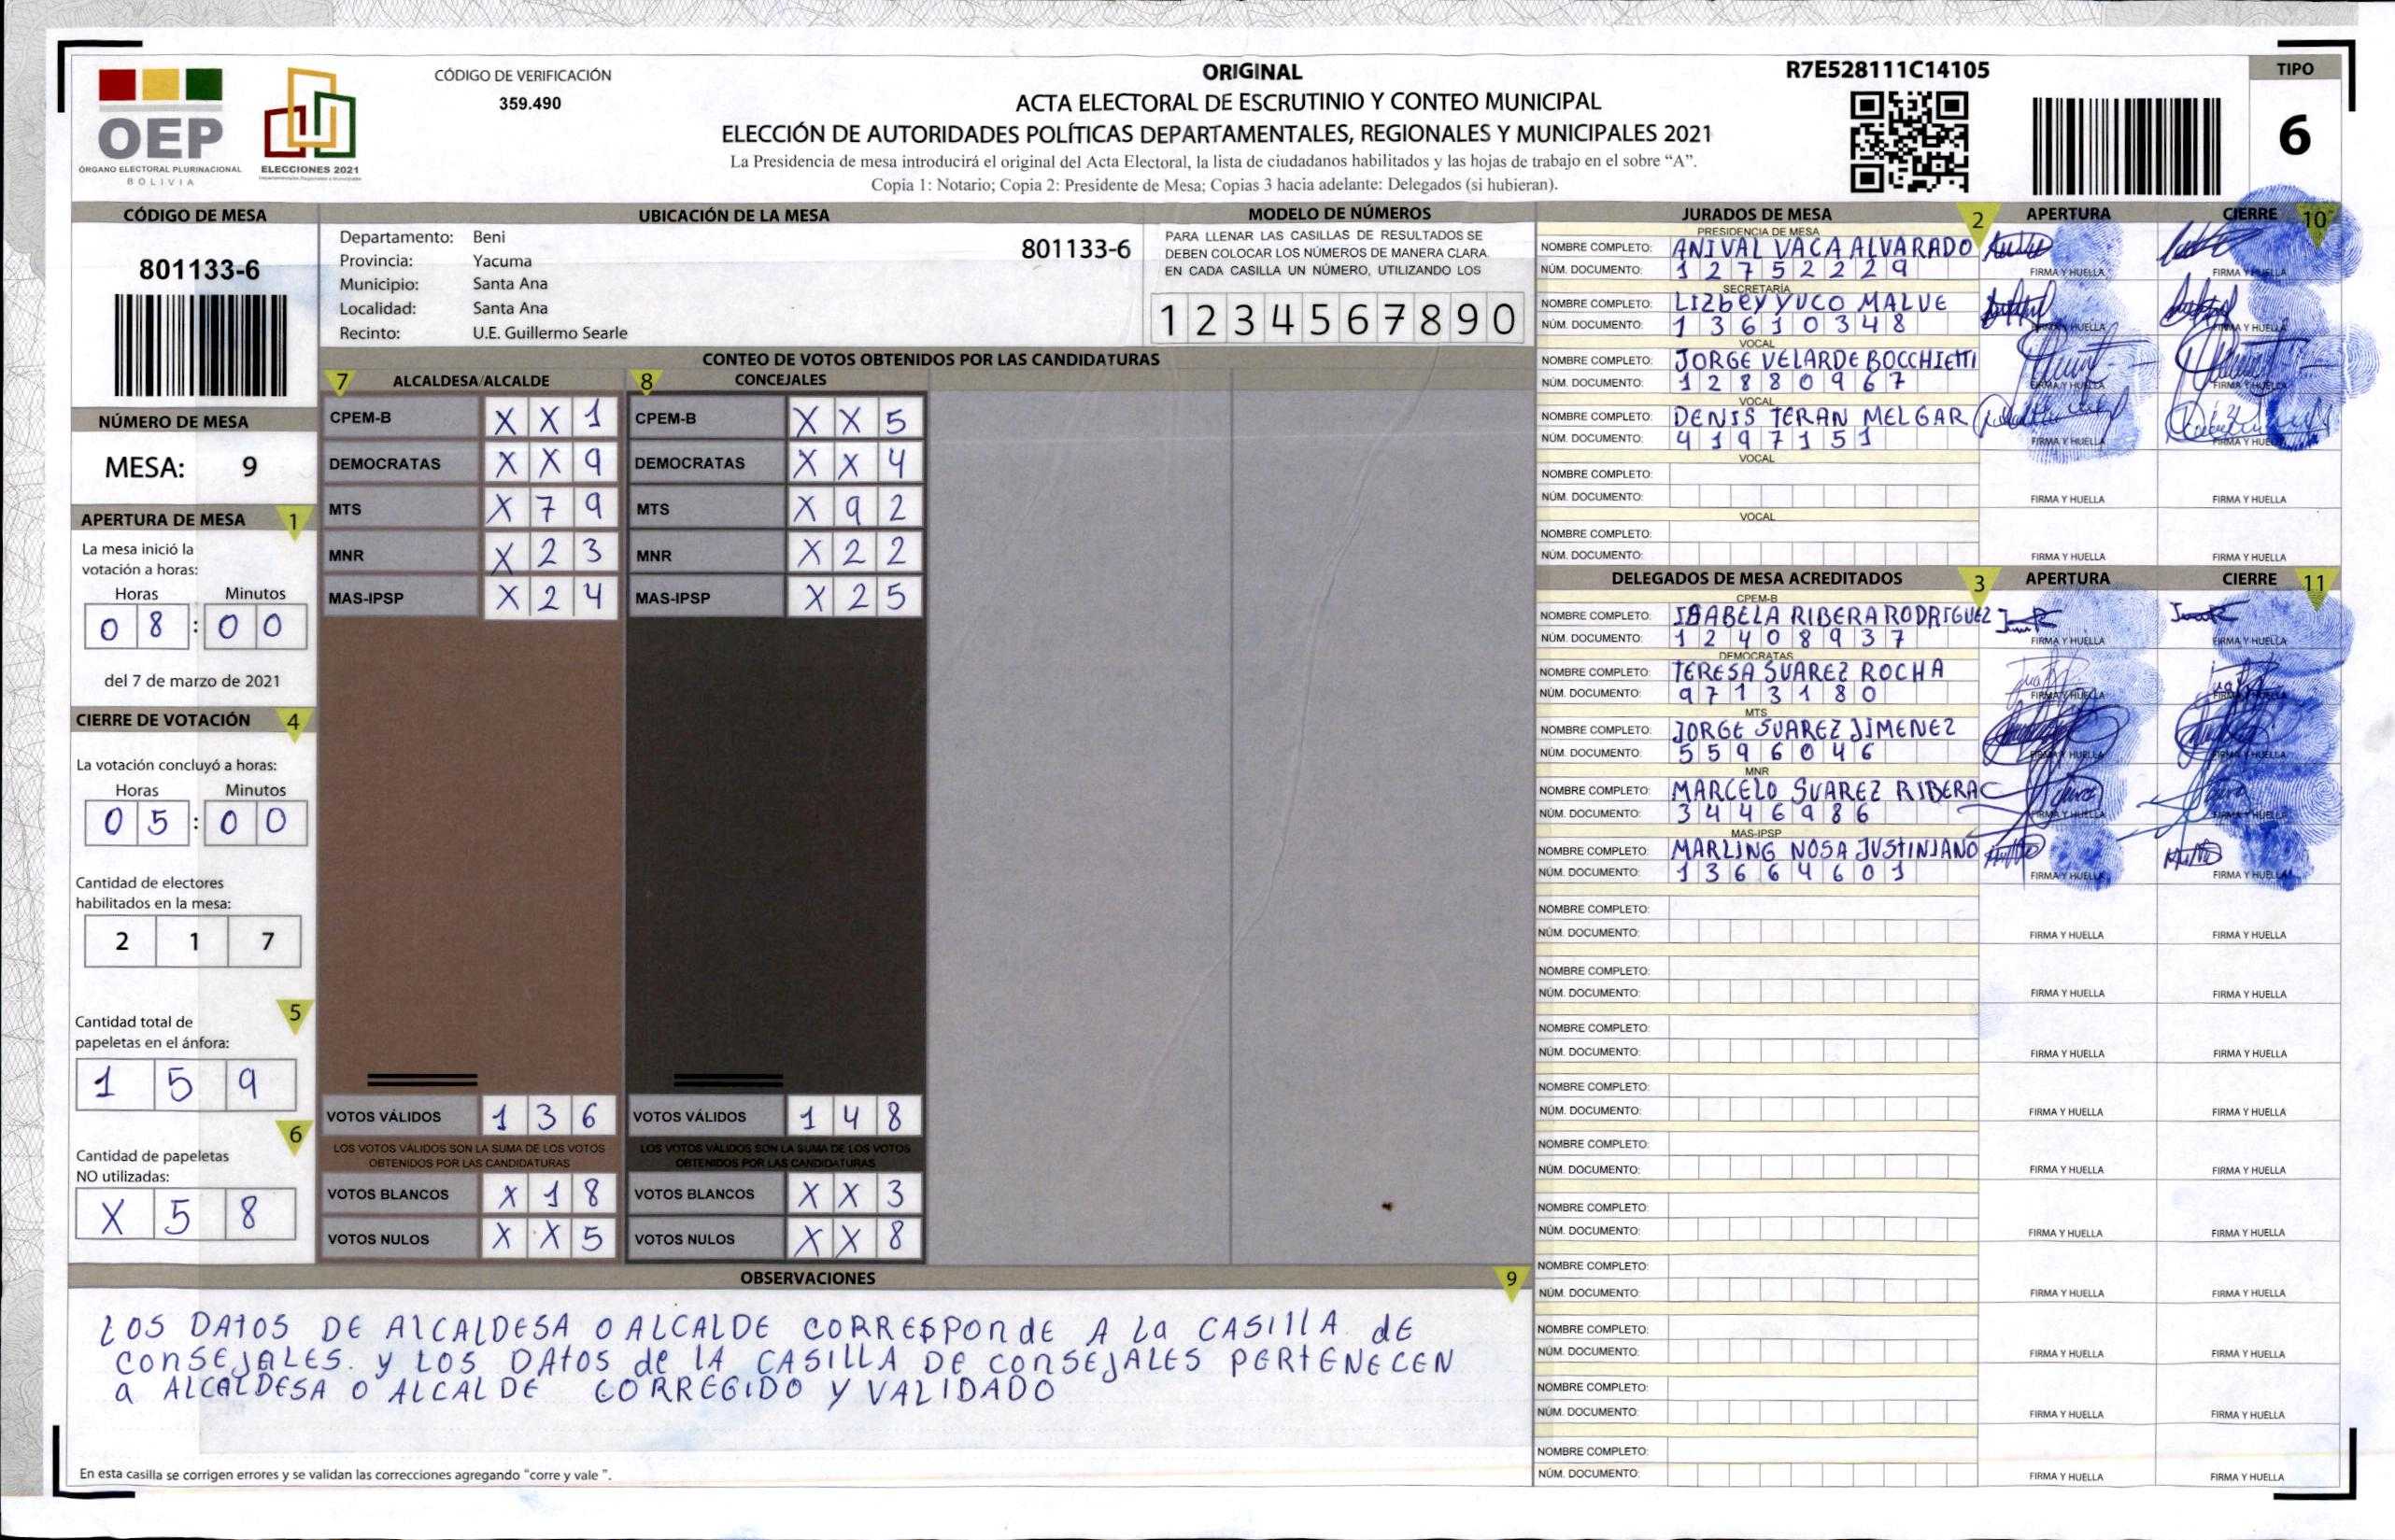 OEP
ÓRGANO ELECTORAL PLURINACIONAL
BOLIVIA
ELECCIONES 2021
CÓDIGO DE VERIFICACIÓN
359.490
ORIGINAL
ACTA ELECTORAL DE ESCRUTINIO Y CONTEO MUNICIPAL
ELECCIÓN DE AUTORIDADES POLÍTICAS DEPARTAMENTALES, REGIONALES Y MUNICIPALES 2021
La Presidencia de mesa introducirá el original del Acta Electoral, la lista de ciudadanos habilitados y las hojas de trabajo en el sobre “A”.
Copia 1: Notario; Copia 2: Presidente de Mesa; Copias 3 hacia adelante: Delegados (si hubieran).
R7E528111C14105
TIPO
6
CÓDIGO DE MESA
801133-6
NÚMERO DE MESA
MESA: 9
APERTURA DE MESA 1
La mesa inició la
votación a horas:
Horas Minutos
0 8 : 0 0
del 7 de marzo de 2021
CIERRE DE VOTACIÓN 4
La votación concluyó a horas:
Horas Minutos
0 5 : 0 0
Cantidad de electores
habilitados en la mesa:
2 1 7
5
Cantidad total de
papeletas en el ánfora:
1 5 9
6
Cantidad de papeletas
NO utilizadas:
X 5 8
UBICACIÓN DE LA MESA
Departamento: Beni
801133-6
Provincia: Yacuma
Municipio: Santa Ana
Localidad: Santa Ana
Recinto: U.E. Guillermo Searle
MODELO DE NÚMEROS
PARA LLENAR LAS CASILLAS DE RESULTADOS SE
DEBEN COLOCAR LOS NÚMEROS DE MANERA CLARA
EN CADA CASILLA UN NÚMERO, UTILIZANDO LOS
1 2 3 4 5 6 7 8 9 0
CONTEO DE VOTOS OBTENIDOS POR LAS CANDIDATURAS
7 ALCALDESA/ALCALDE
CPEM-B X X 1
DEMOCRATAS X X 9
MTS X 7 9
MNR X 2 3
MAS-IPSP X 2 4
VOTOS VÁLIDOS 1 3 6
LOS VOTOS VÁLIDOS SON LA SUMA DE LOS VOTOS
OBTENIDOS POR LAS CANDIDATURAS
VOTOS BLANCOS X 1 8
VOTOS NULOS X X 5
8 CONCEJALES
CPEM-B X X 5
DEMOCRATAS X X 4
MTS X 9 2
MNR X 2 2
MAS-IPSP X 2 5
VOTOS VÁLIDOS 1 4 8
LOS VOTOS VÁLIDOS SON LA SUMA DE LOS VOTOS
OBTENIDOS POR LAS CANDIDATURAS
VOTOS BLANCOS X X 3
VOTOS NULOS X X 8
OBSERVACIONES 9
LOS DATOS DE ALCALDESA O ALCALDE CORRESPONDE A La CASILLA de
CONSEJALES. y LOS DATOS de LA CASILLA DE CONSEJALES PERTENECEN
a ALCALDESA O ALCALDE CORREGIDO Y VALIDADO
En esta casilla se corrigen errores y se validan las correcciones agregando “corre y vale ”.
JURADOS DE MESA 2 APERTURA CIERRE 10
PRESIDENCIA DE MESA
NOMBRE COMPLETO: ANIVAL VACA ALVARADO
NÚM. DOCUMENTO: 1 2 7 5 2 2 2 9 FIRMA Y HUELLA FIRMA Y HUELLA
SECRETARÍA
NOMBRE COMPLETO: LIZbey YUCO MALUE
NÚM. DOCUMENTO: 1 3 6 1 0 3 4 8 FIRMA Y HUELLA FIRMA Y HUELLA
VOCAL
NOMBRE COMPLETO: JORGE VELARDE BOCCHIETTI
NÚM. DOCUMENTO: 1 2 8 8 0 9 6 7 FIRMA Y HUELLA FIRMA Y HUELLA
VOCAL
NOMBRE COMPLETO: DENIS TERAN MELGAR
NÚM. DOCUMENTO: 4 1 9 7 1 5 1 FIRMA Y HUELLA FIRMA Y HUELLA
VOCAL
NOMBRE COMPLETO:
NÚM. DOCUMENTO: FIRMA Y HUELLA FIRMA Y HUELLA
VOCAL
NOMBRE COMPLETO:
NÚM. DOCUMENTO: FIRMA Y HUELLA FIRMA Y HUELLA
DELEGADOS DE MESA ACREDITADOS 3 APERTURA CIERRE 11
CPEM-B
NOMBRE COMPLETO: ISABELA RIBERA RODRIGUEZ
NÚM. DOCUMENTO: 1 2 4 0 8 9 3 7 FIRMA Y HUELLA FIRMA Y HUELLA
DEMOCRATAS
NOMBRE COMPLETO: TERESA SUAREZ ROCHA
NÚM. DOCUMENTO: 9 7 1 3 1 8 0 FIRMA Y HUELLA FIRMA Y HUELLA
MTS
NOMBRE COMPLETO: JORGE SUAREZ JIMENEZ
NÚM. DOCUMENTO: 5 5 9 6 0 4 6 FIRMA Y HUELLA FIRMA Y HUELLA
MNR
NOMBRE COMPLETO: MARCELO SUAREZ RIBERA
NÚM. DOCUMENTO: 3 4 4 6 9 8 6 FIRMA Y HUELLA FIRMA Y HUELLA
MAS-IPSP
NOMBRE COMPLETO: MARLING NOSA JUSTINIANO
NÚM. DOCUMENTO: 1 3 6 6 4 6 0 1 FIRMA Y HUELLA FIRMA Y HUELLA
NOMBRE COMPLETO:
NÚM. DOCUMENTO: FIRMA Y HUELLA FIRMA Y HUELLA
NOMBRE COMPLETO:
NÚM. DOCUMENTO: FIRMA Y HUELLA FIRMA Y HUELLA
NOMBRE COMPLETO:
NÚM. DOCUMENTO: FIRMA Y HUELLA FIRMA Y HUELLA
NOMBRE COMPLETO:
NÚM. DOCUMENTO: FIRMA Y HUELLA FIRMA Y HUELLA
NOMBRE COMPLETO:
NÚM. DOCUMENTO: FIRMA Y HUELLA FIRMA Y HUELLA
NOMBRE COMPLETO:
NÚM. DOCUMENTO: FIRMA Y HUELLA FIRMA Y HUELLA
NOMBRE COMPLETO:
NÚM. DOCUMENTO: FIRMA Y HUELLA FIRMA Y HUELLA
NOMBRE COMPLETO:
NÚM. DOCUMENTO: FIRMA Y HUELLA FIRMA Y HUELLA
NOMBRE COMPLETO:
NÚM. DOCUMENTO: FIRMA Y HUELLA FIRMA Y HUELLA
NOMBRE COMPLETO:
NÚM. DOCUMENTO: FIRMA Y HUELLA FIRMA Y HUELLA